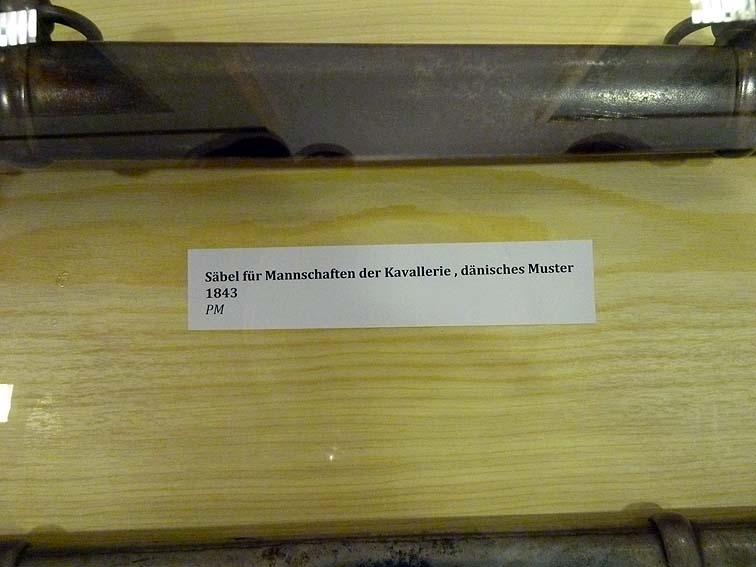 Säbel für Mannschaften der Kavallerie , dänisches Muster
1843
PM